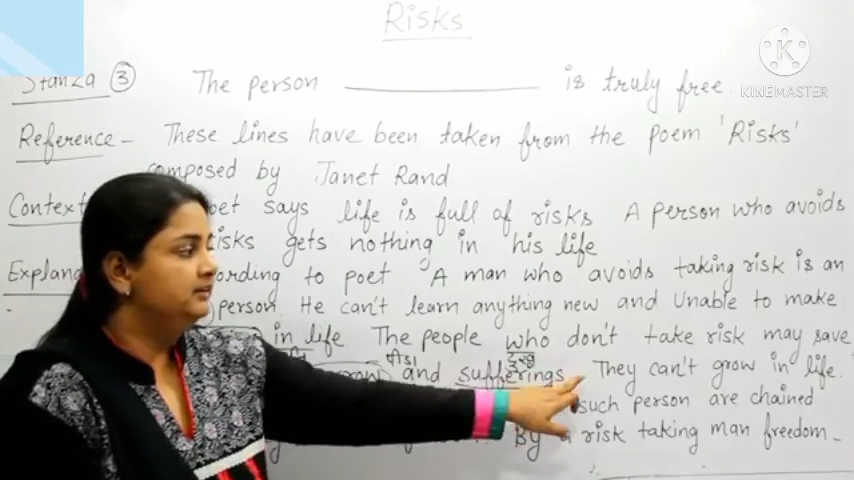 Risks
KINEMASTER
Stanza ③ The person ____ is truly free
Reference - These lines have been taken from the poem 'Risks'
composed by Janet Rand.
Context poet says life is full of risks A person who avoids
risks gets nothing in his life
Explana ording to poet A man who avoids taking risk is an
person He can't learn anything new and unable to make
in life The people who don't take risk may save
पीड़ा दुःख
and sufferings They can't grow in life.
such person are chained
By a risk taking man freedom-